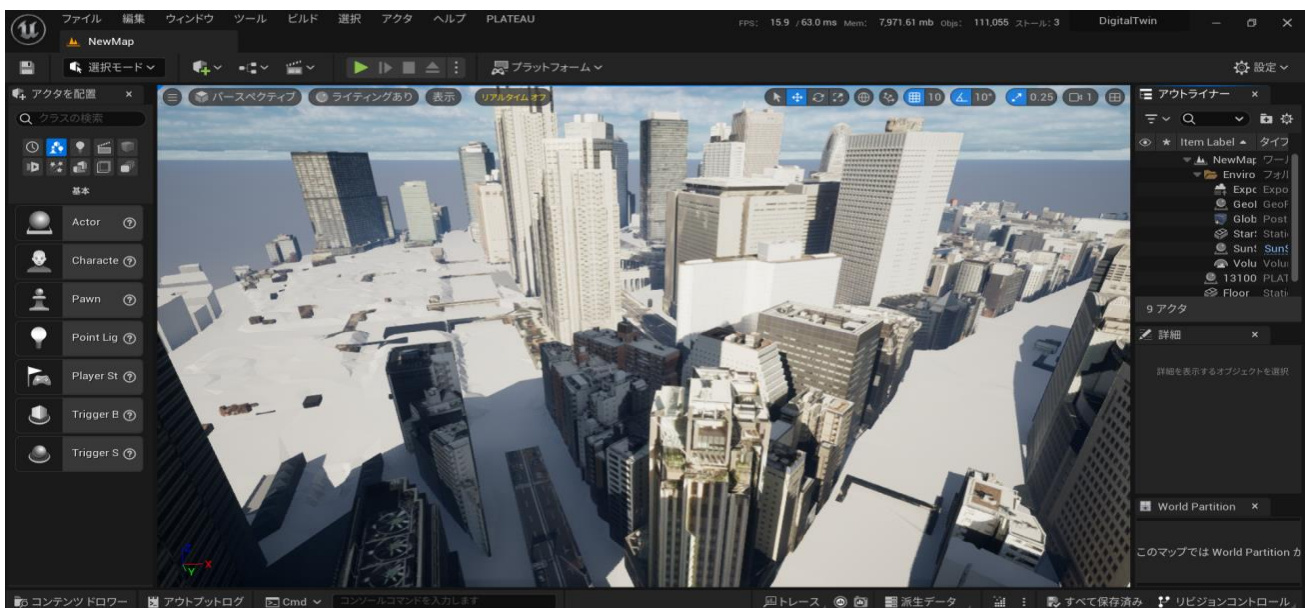 ファイル 編集 ウィンドウ ツール ビルド 選択 アクタ ヘルプ PLATEAU
FPS: 15.9 / 63.0 ms Mem: 7,971.61 mb Objs: 111,055 ストール: 3 DigitalTwin
NewMap
選択モード プラットフォーム 設定
アクタを配置
クラスの検索
基本
Actor
Characte
Pawn
Point Lig
Player St
Trigger B
Trigger S
パースペクティブ ライティングあり 表示 リアルタイム オフ
10 10° 0.25 1
アウトライナー
Item Label タイプ
NewMap ワール
Enviro フォル
Expo
GeoF
Glob Post
Stati
SunS
Volu
13100 PLAT
Floor Stati
9 アクタ
詳細
詳細を表示するオブジェクトを選択
World Partition
このマップでは World Partition が
X
Y
コンテンツ ドロワー アウトプットログ Cmd コンソールコマンドを入力します
トレース 派生データ すべて保存済み リビジョンコントロール